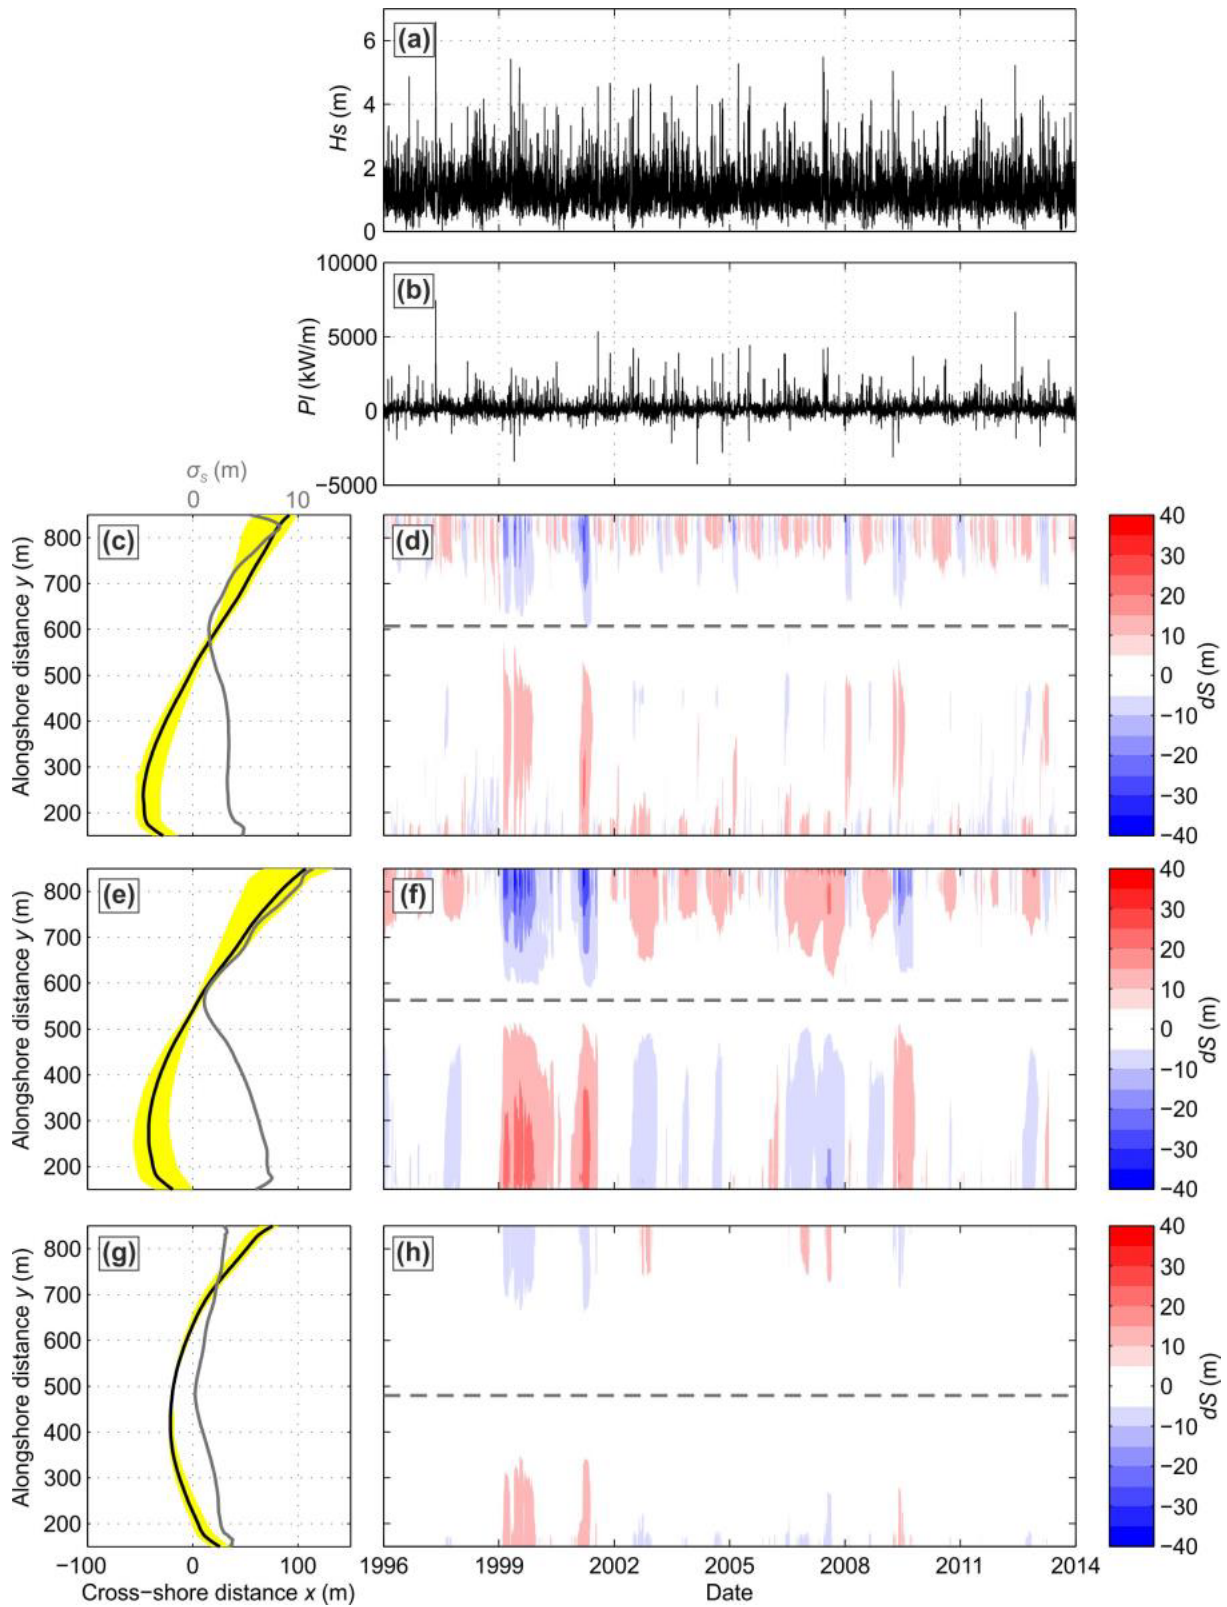 (a)
6
4
2
0
Hs (m)
10000
(b)
5000
0
−5000
Pl (kW/m)
σs (m)
0 10
(c)
800
700
600
500
400
300
200
Alongshore distance y (m)
(d)
40
30
20
10
0
−10
−20
−30
−40
dS (m)
(e)
800
700
600
500
400
300
200
Alongshore distance y (m)
(f)
40
30
20
10
0
−10
−20
−30
−40
dS (m)
(g)
800
700
600
500
400
300
200
Alongshore distance y (m)
−100 0 100
Cross−shore distance x (m)
(h)
1996 1999 2002 2005 2008 2011 2014
Date
40
30
20
10
0
−10
−20
−30
−40
dS (m)